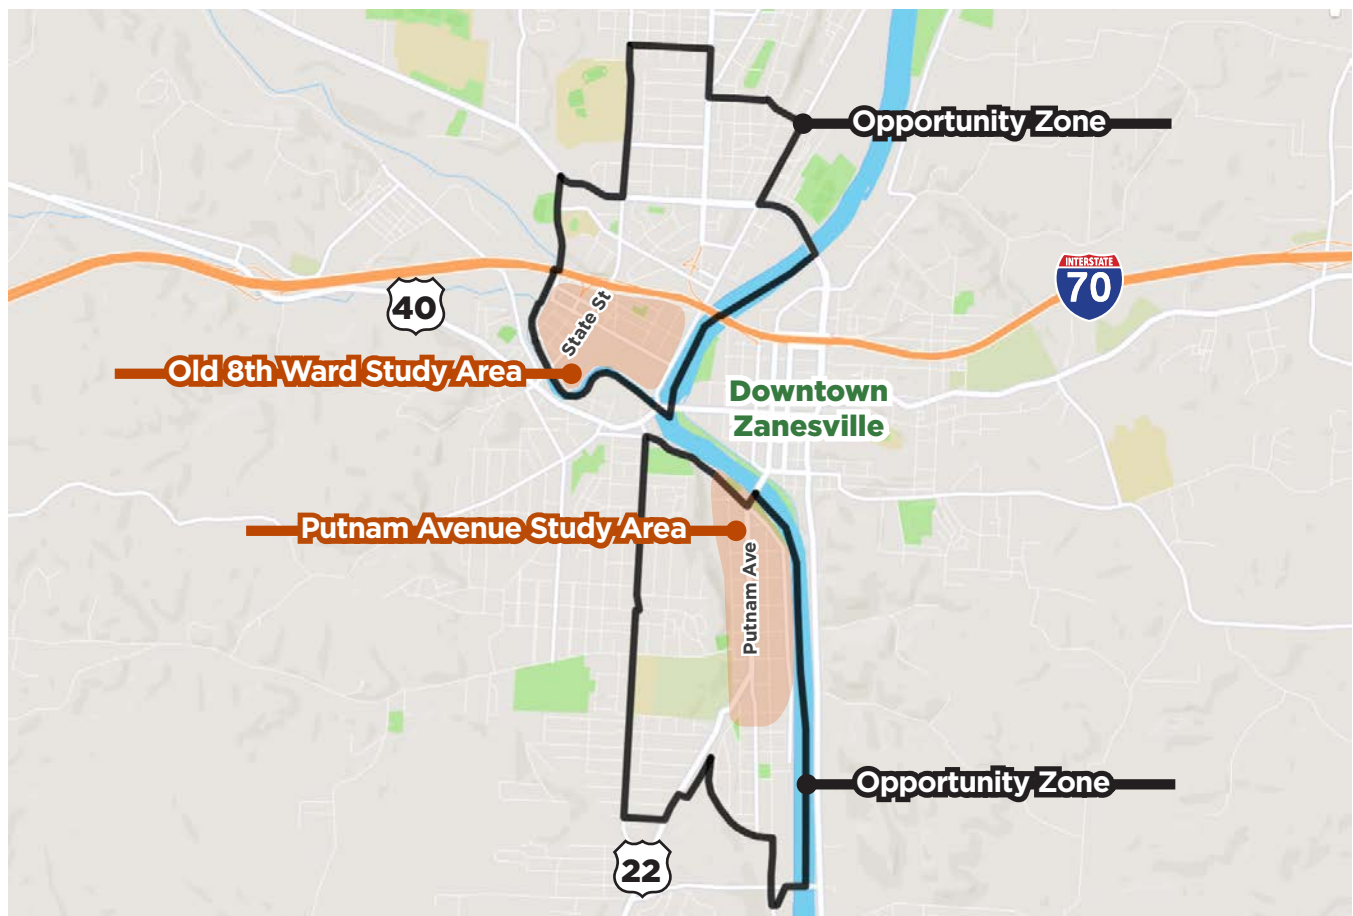 Opportunity Zone
INTERSTATE
70
40
State St
Old 8th Ward Study Area
Downtown
Zanesville
Putnam Avenue Study Area
Putnam Ave
Opportunity Zone
22